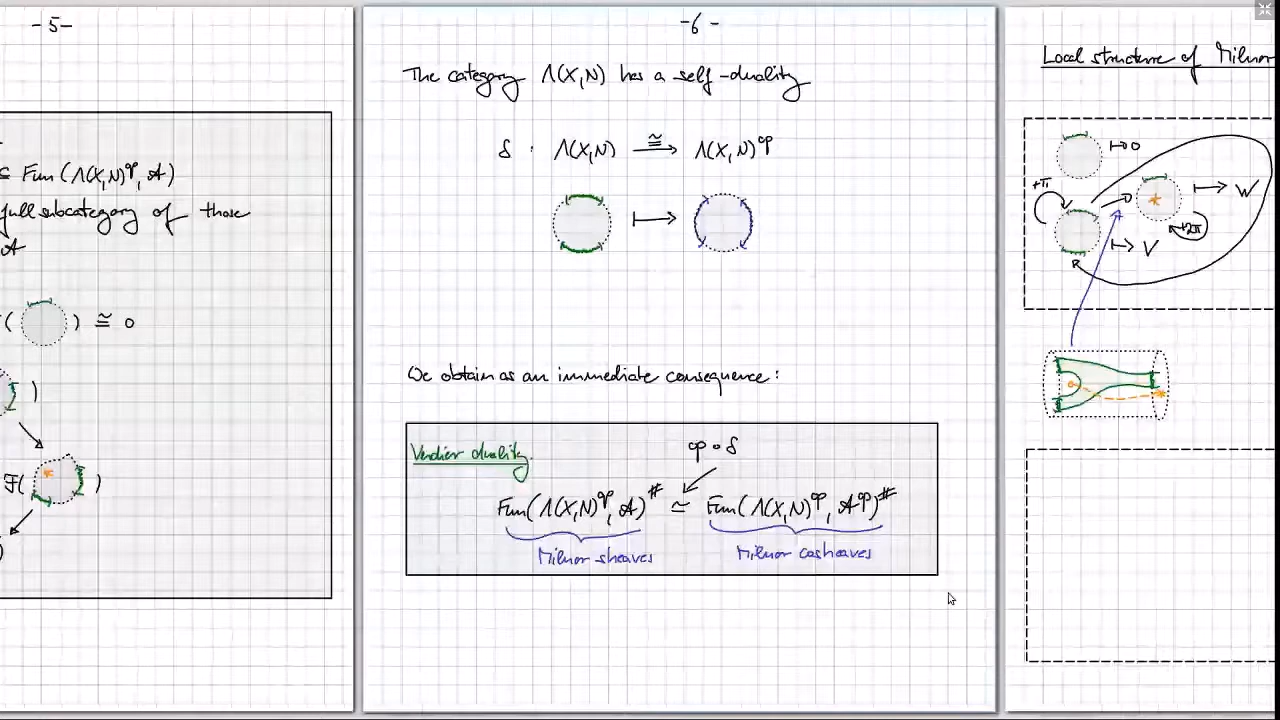 -5-
⊆ Fun (Λ(X,N)^op, A)
full subcategory of those
A
( ) ≅ 0
)
F( )
)
-6-
The category Λ(X,N) has a self-duality
δ : Λ(X,N) ≅→ Λ(X,N)^op
↦
We obtain as an immediate consequence:
Verdier duality.
op ∘ δ
Fun(Λ(X,N)^op, A)^# ≃ Fun(Λ(X,N)^op, A^op)^#
Milnor sheaves
Milnor cosheaves
Local structure of Milnor
↦ 0
+π
↦ W
+2π
↦ V
R